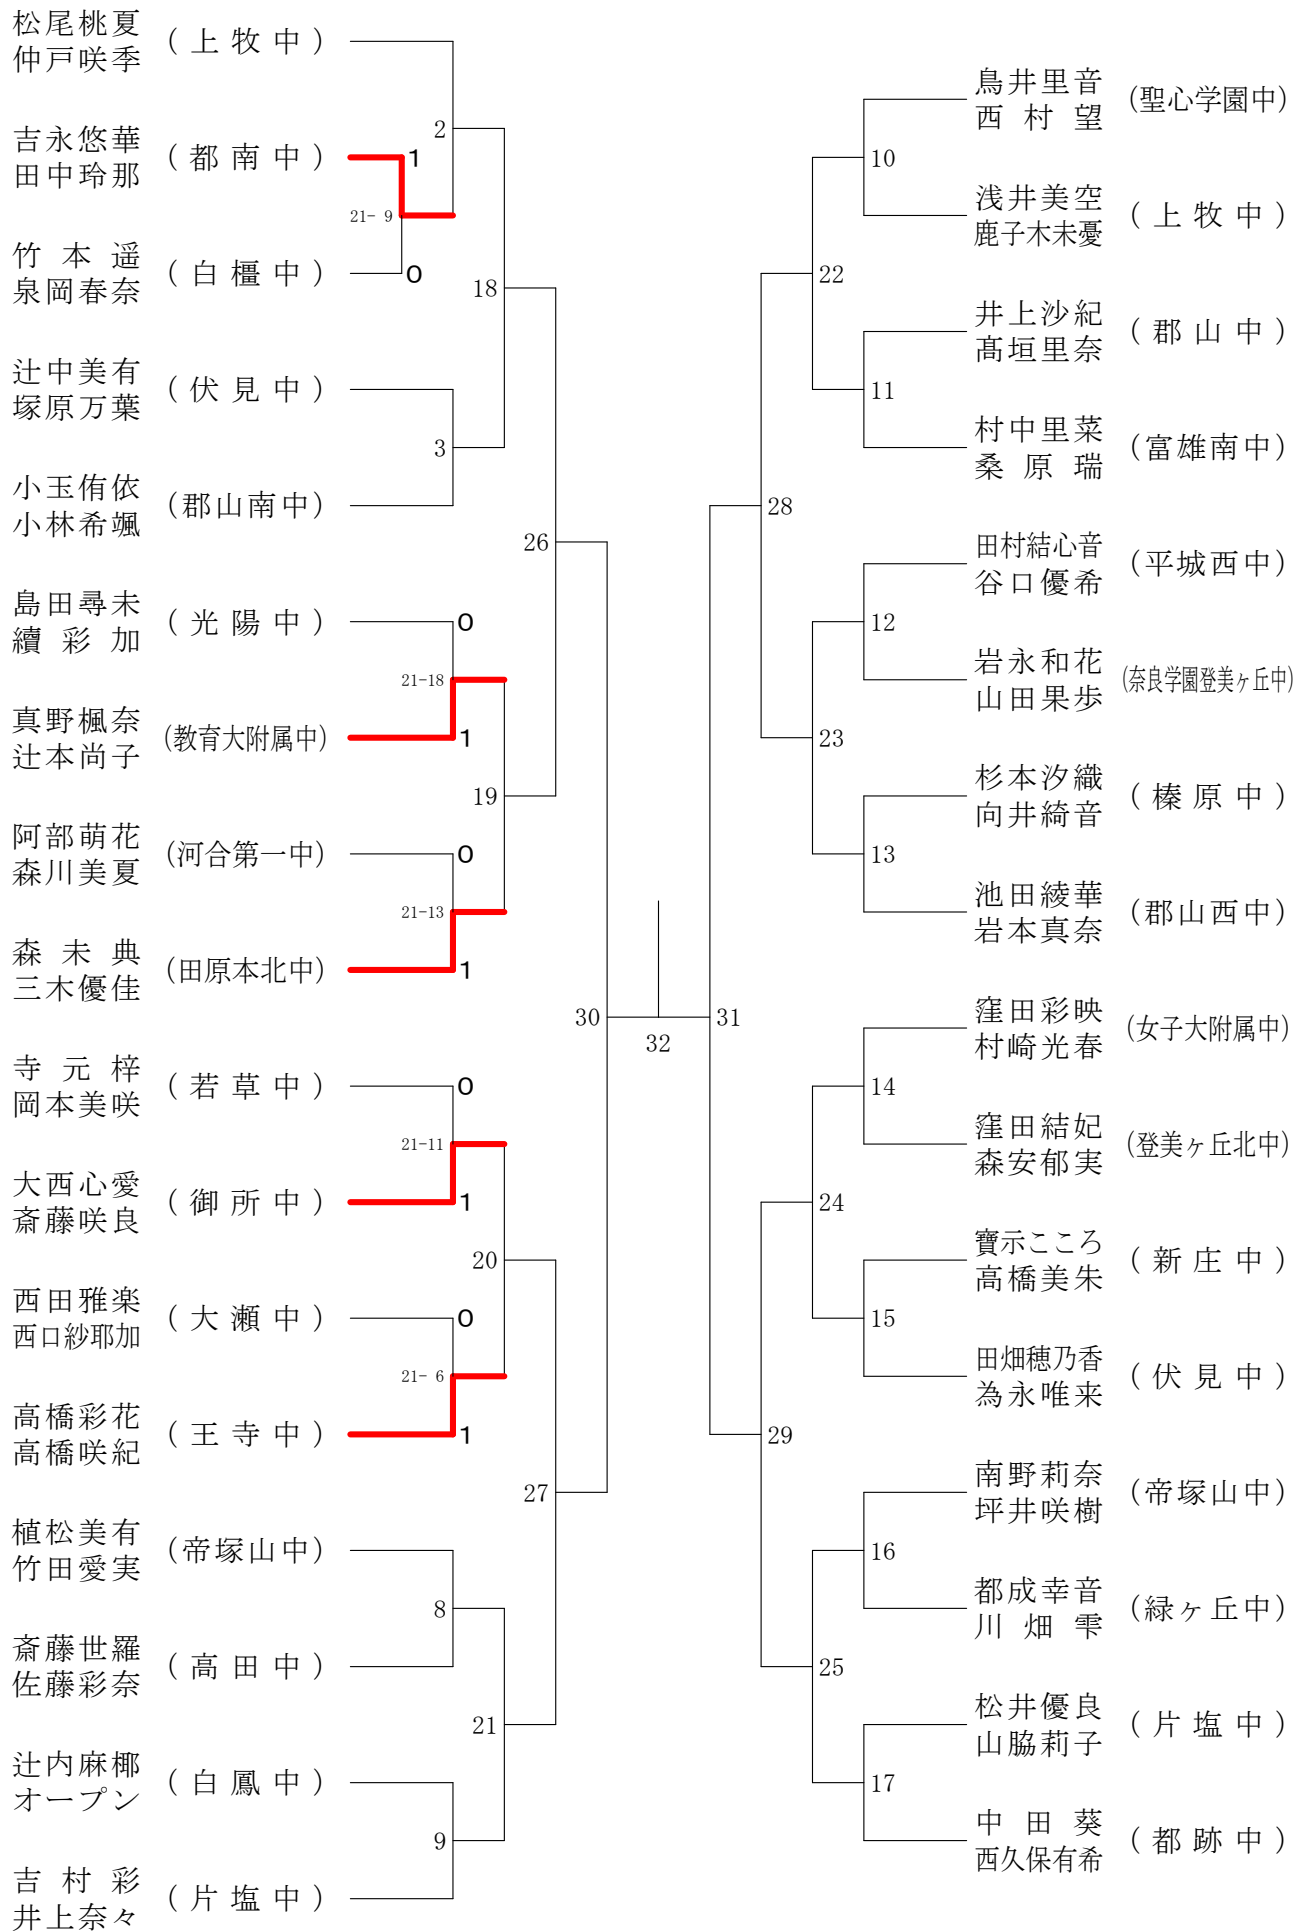 松尾桃夏
仲戸咲季
(上牧中)
吉永悠華
田中玲那
(都南中)
1
21- 9
竹本遥
泉岡春奈
(白橿中)
0
2
辻中美有
塚原万葉
(伏見中)
小玉侑依
小林希颯
(郡山南中)
3
18
島田尋未
續彩加
(光陽中)
0
21-18
真野楓奈
辻本尚子
(教育大附属中)
1
阿部萌花
森川美夏
(河合第一中)
0
21-13
森未典
三木優佳
(田原本北中)
1
19
26
寺元梓
岡本美咲
(若草中)
0
21-11
大西心愛
斎藤咲良
(御所中)
1
西田雅楽
西口紗耶加
(大瀬中)
0
21- 6
高橋彩花
高橋咲紀
(王寺中)
1
20
植松美有
竹田愛実
(帝塚山中)
8
斎藤世羅
佐藤彩奈
(高田中)
辻内麻椰
オープン
(白鳳中)
9
吉村彩
井上奈々
(片塩中)
21
27
30
32
31
鳥井里音
西村望
(聖心学園中)
10
浅井美空
鹿子木未憂
(上牧中)
22
井上沙紀
髙垣里奈
(郡山中)
11
村中里菜
桑原瑞
(富雄南中)
28
田村結心音
谷口優希
(平城西中)
12
岩永和花
山田果歩
(奈良学園登美ヶ丘中)
23
杉本汐織
向井綺音
(榛原中)
13
池田綾華
岩本真奈
(郡山西中)
窪田彩映
村崎光春
(女子大附属中)
14
窪田結妃
森安郁実
(登美ヶ丘北中)
24
寶示こころ
高橋美朱
(新庄中)
15
田畑穂乃香
為永唯来
(伏見中)
29
南野莉奈
坪井咲樹
(帝塚山中)
16
都成幸音
川畑雫
(緑ヶ丘中)
25
松井優良
山脇莉子
(片塩中)
17
中田葵
西久保有希
(都跡中)